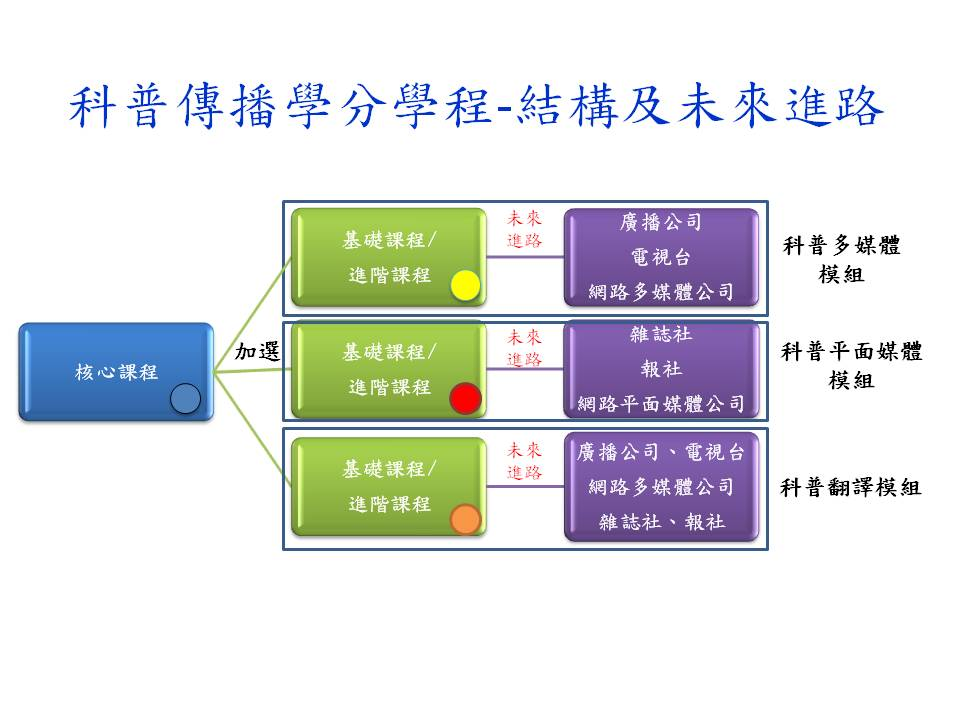 科普傳播學分學程-結構及未來進路
核心課程
加選
基礎課程/
進階課程
未來
進路
廣播公司
電視台
網路多媒體公司
科普多媒體
模組
基礎課程/
進階課程
未來
進路
雜誌社
報社
網路平面媒體公司
科普平面媒體
模組
基礎課程/
進階課程
未來
進路
廣播公司、電視台
網路多媒體公司
雜誌社、報社
科普翻譯模組